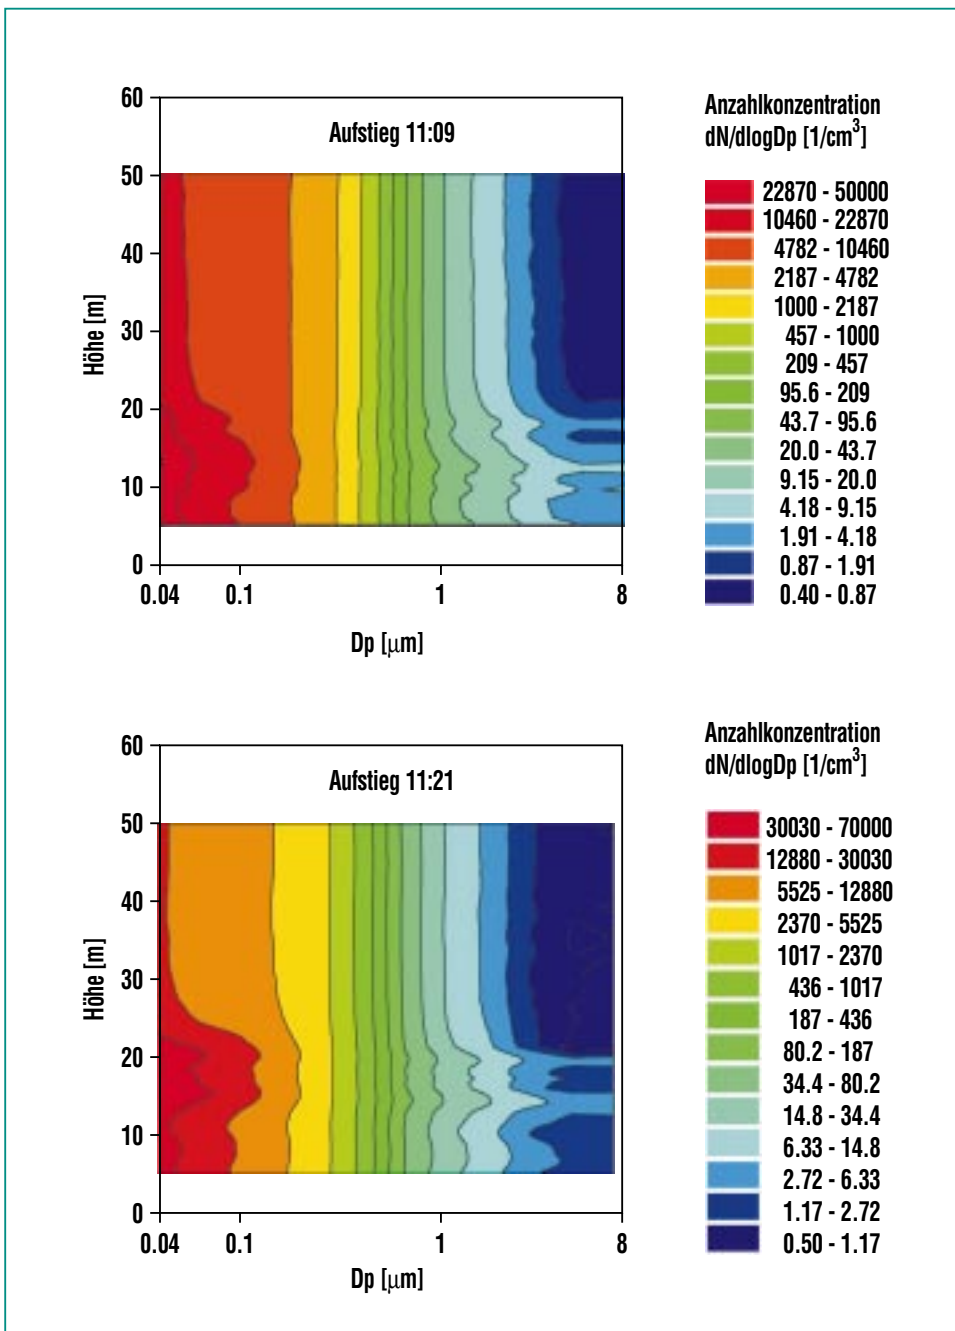 60
Aufstieg 11:09
50
40
30
20
10
0
Höhe [m]
0.04 0.1 1 8
Dp [μm]
Anzahlkonzentration
dN/dlogDp [1/cm³]
22870 - 50000
10460 - 22870
4782 - 10460
2187 - 4782
1000 - 2187
457 - 1000
209 - 457
95.6 - 209
43.7 - 95.6
20.0 - 43.7
9.15 - 20.0
4.18 - 9.15
1.91 - 4.18
0.87 - 1.91
0.40 - 0.87
60
Aufstieg 11:21
50
40
30
20
10
0
Höhe [m]
0.04 0.1 1 8
Dp [μm]
Anzahlkonzentration
dN/dlogDp [1/cm³]
30030 - 70000
12880 - 30030
5525 - 12880
2370 - 5525
1017 - 2370
436 - 1017
187 - 436
80.2 - 187
34.4 - 80.2
14.8 - 34.4
6.33 - 14.8
2.72 - 6.33
1.17 - 2.72
0.50 - 1.17